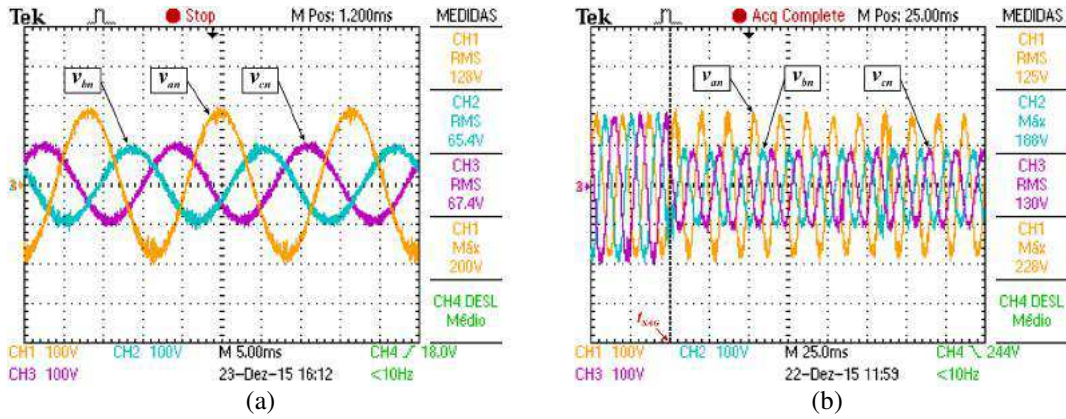 Tek Stop M Pos: 1.200ms MEDIDAS
CH1
RMS
128V
CH2
RMS
65.4V
CH3
RMS
67.4V
CH1
Máx
200V
CH4 DESL
Médio
v_bn v_an v_cn
3
CH1 100V CH2 100V M 5.00ms CH4 18.0V
CH3 100V 23-Dez-15 16:12 <10Hz
(a)
Tek Acq Complete M Pos: 25.00ms MEDIDAS
CH1
RMS
125V
CH2
Máx
186V
CH3
RMS
130V
CH1
Máx
228V
CH4 DESL
Médio
v_an v_bn v_cn
3
t_SAG
CH1 100V CH2 100V M 25.0ms CH4 244V
CH3 100V 22-Dez-15 11:59 <10Hz
(b)